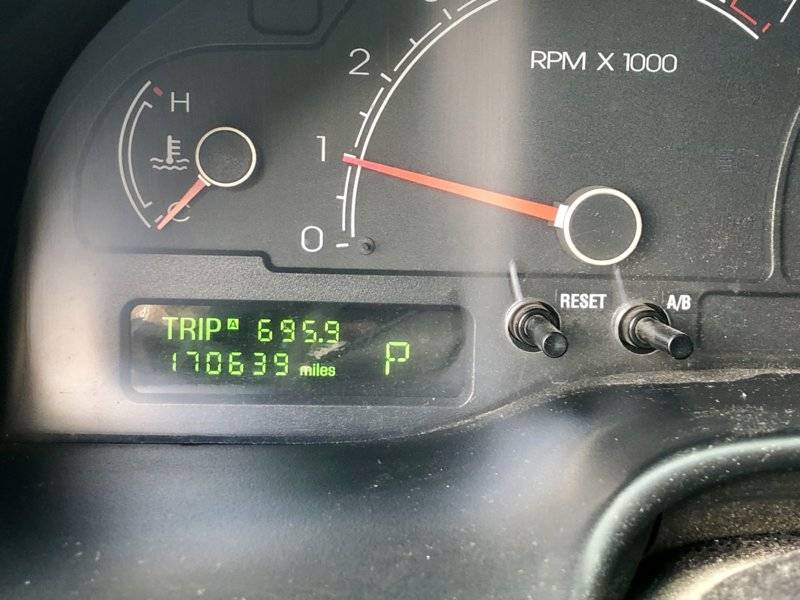 H
C
2
1
0
RPM X 1000
RESET
A/B
TRIP A 695.9
170639 miles
P